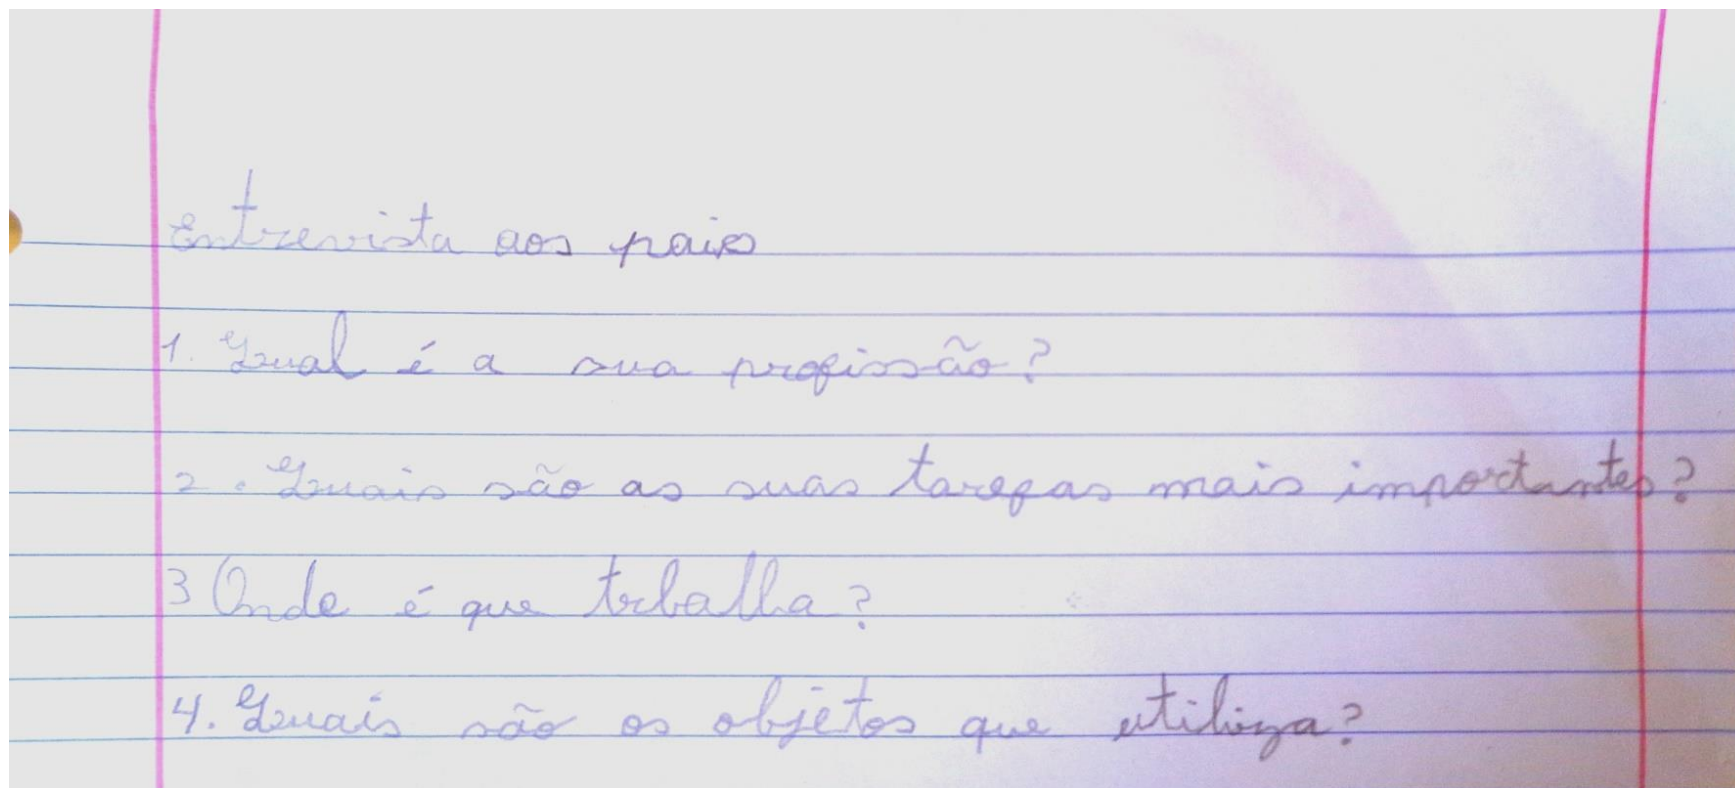 Entrevista aos pais
1. Qual é a sua profissão?
2. Quais são as suas tarefas mais importantes?
3 Onde é que trbalha?
4. Quais são os objetos que utiliza?